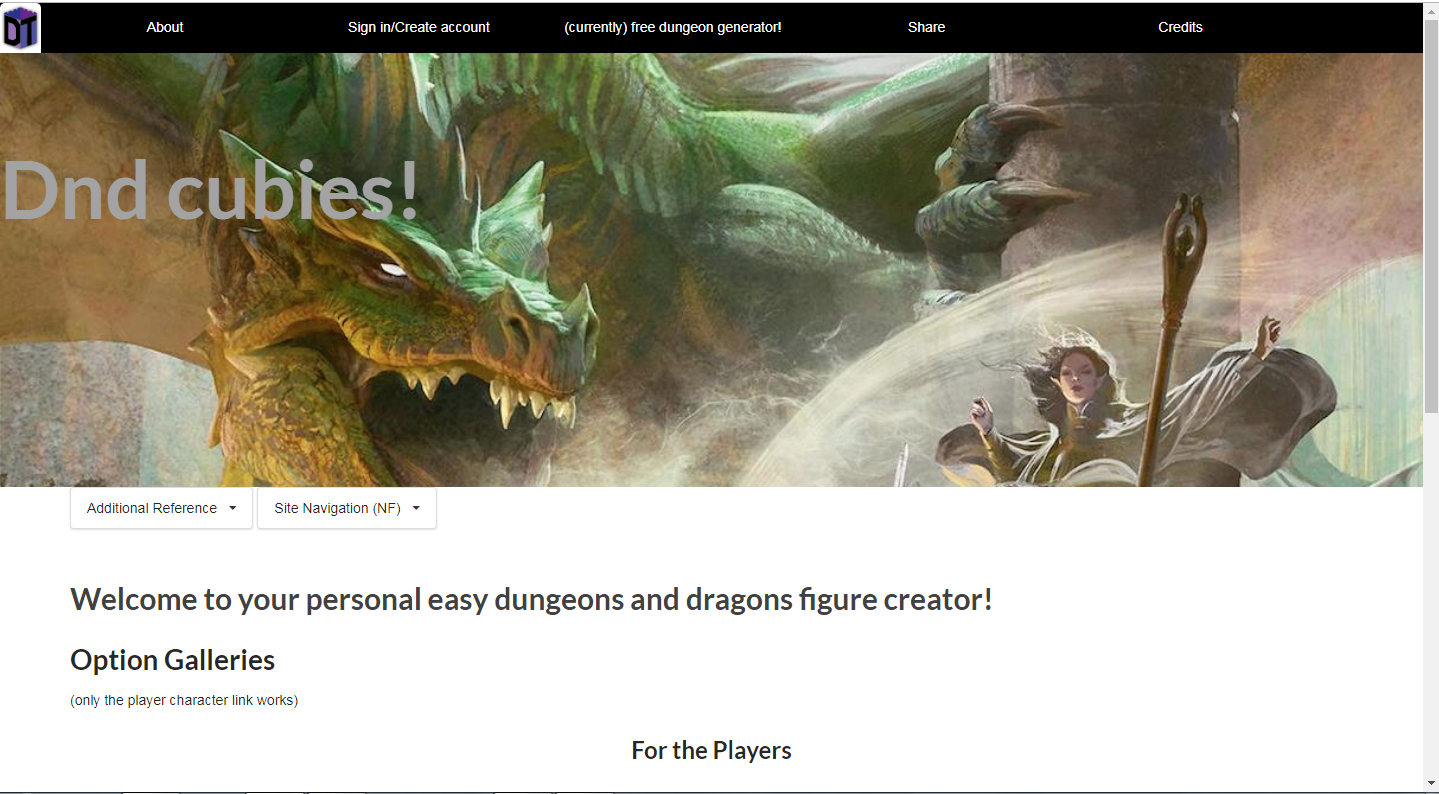 DT
About Sign in/Create account (currently) free dungeon generator! Share Credits
Dnd cubies!
Additional Reference Site Navigation (NF)
Welcome to your personal easy dungeons and dragons figure creator!
Option Galleries
(only the player character link works)
For the Players